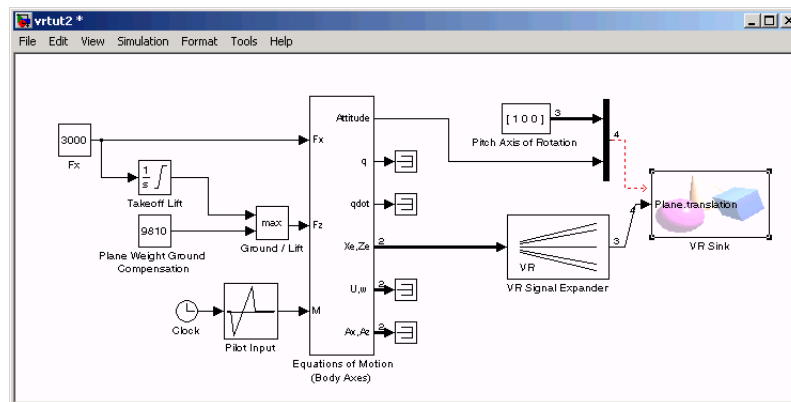 vrtut2 *
File Edit View Simulation Format Tools Help
3000
Fx
1
s
Takeoff Lift
9810
Plane Weight Ground
Compensation
max
Ground / Lift
Clock
Pilot Input
Fx
Fz
M
Attitude
q
qdot
Xe,Ze
U,w
Ax,Az
Equations of Motion
(Body Axes)
2
2
2
[1 0 0]
3
Pitch Axis of Rotation
4
VR
VR Signal Expander
3
4
Plane.translation
VR Sink